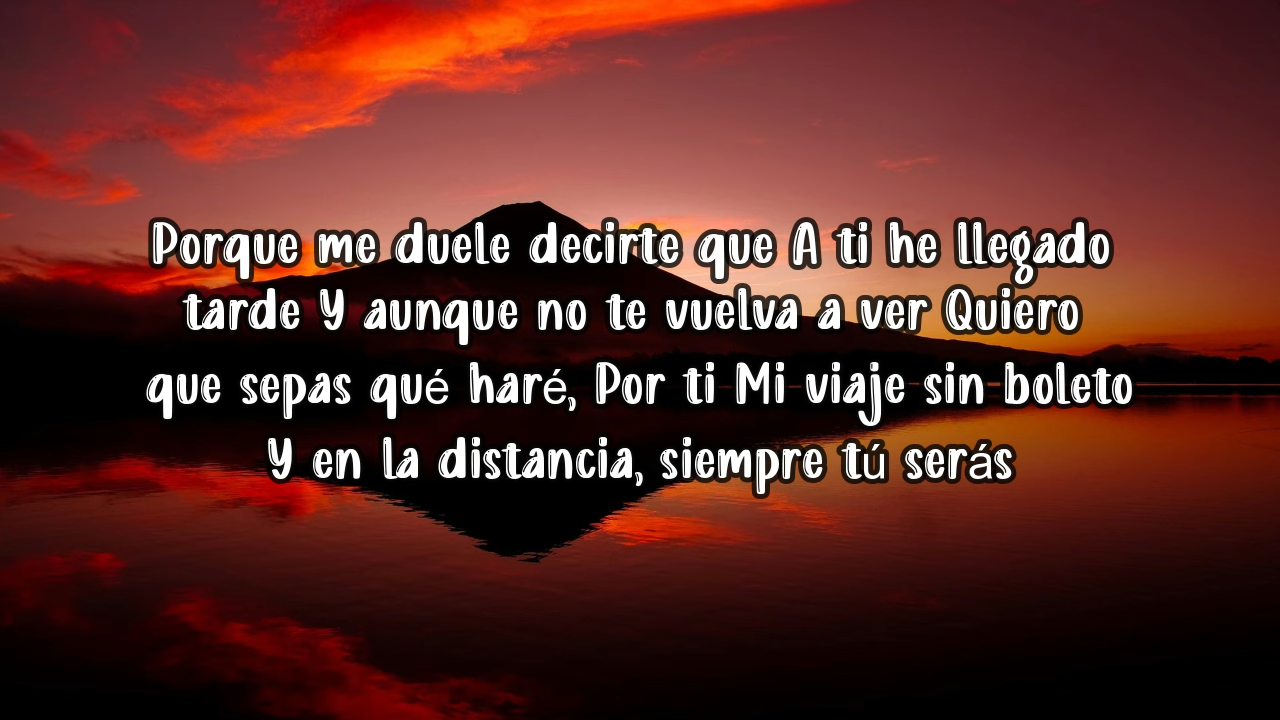 Porque me duele decirte que A ti he llegado
tarde Y aunque no te vuelva a ver Quiero
que sepas qué haré, Por ti Mi viaje sin boleto
Y en la distancia, siempre tú serás